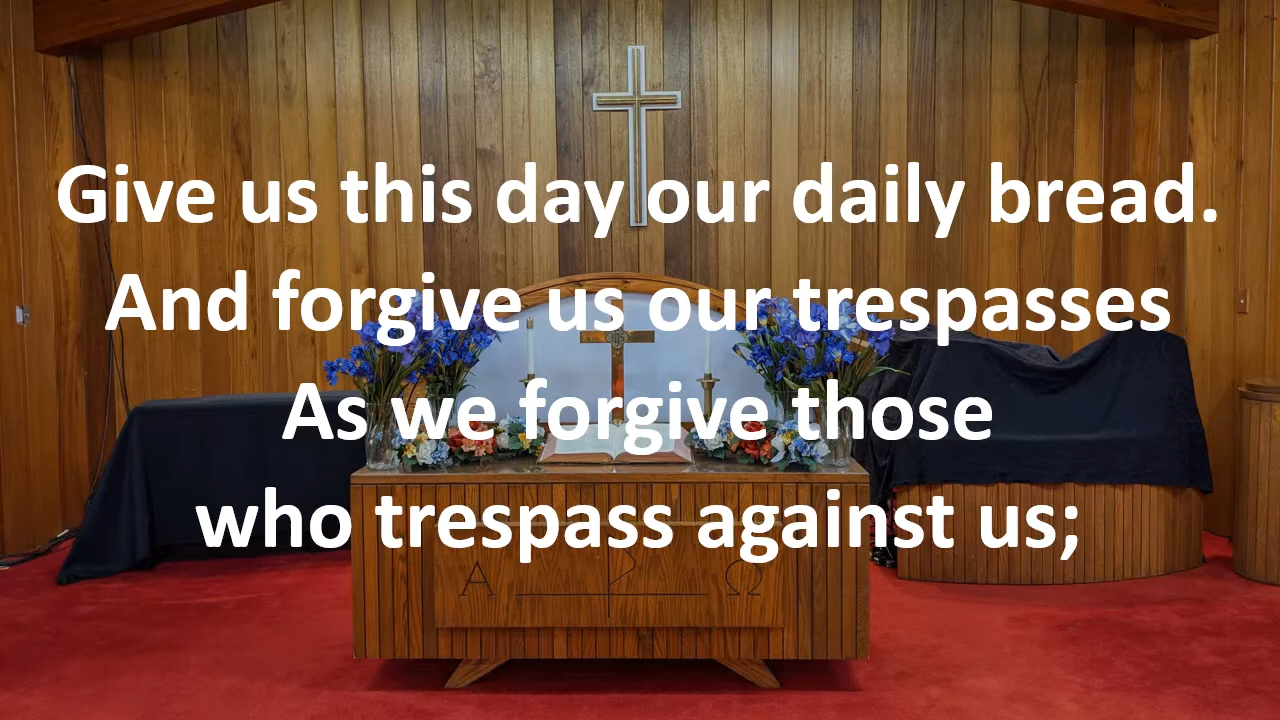 Give us this day our daily bread.
And forgive us our trespasses
As we forgive those
who trespass against us;
Α Ω